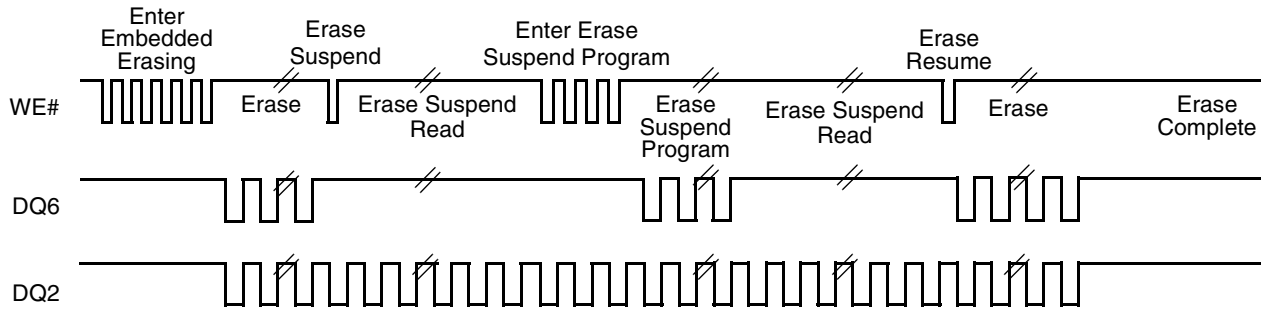 Enter
Embedded
Erasing
Erase
Suspend
Enter Erase
Suspend Program
Erase
Resume
WE#
Erase
Erase Suspend
Read
Erase
Suspend
Program
Erase Suspend
Read
Erase
Erase
Complete
DQ6
DQ2